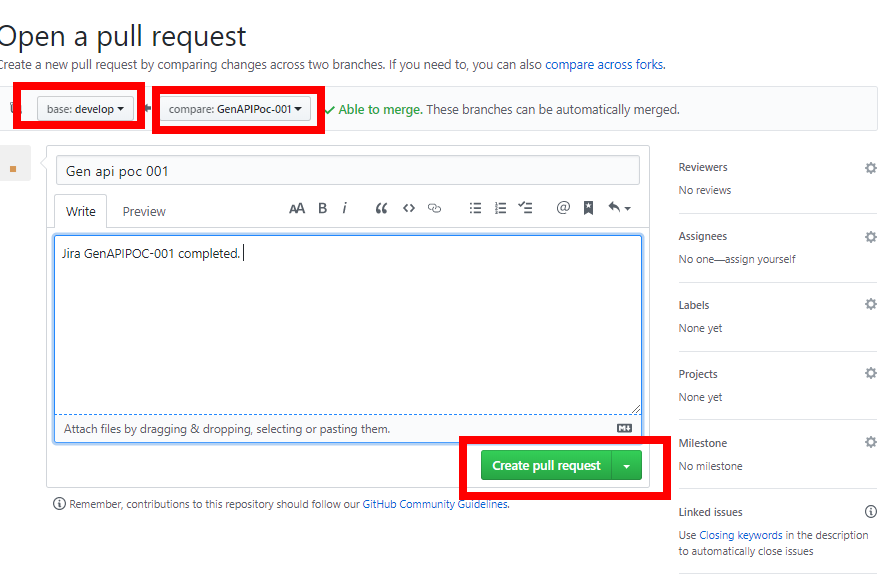 Open a pull request
Create a new pull request by comparing changes across two branches. If you need to, you can also compare across forks.
base: develop
compare: GenAPIPoc-001
Able to merge. These branches can be automatically merged.
Gen api poc 001
Write Preview
AA B i
Jira GenAPIPOC-001 completed.
Attach files by dragging & dropping, selecting or pasting them.
Create pull request
Remember, contributions to this repository should follow our GitHub Community Guidelines.
Reviewers
No reviews
Assignees
No one—assign yourself
Labels
None yet
Projects
None yet
Milestone
No milestone
Linked issues
Use Closing keywords in the description
to automatically close issues